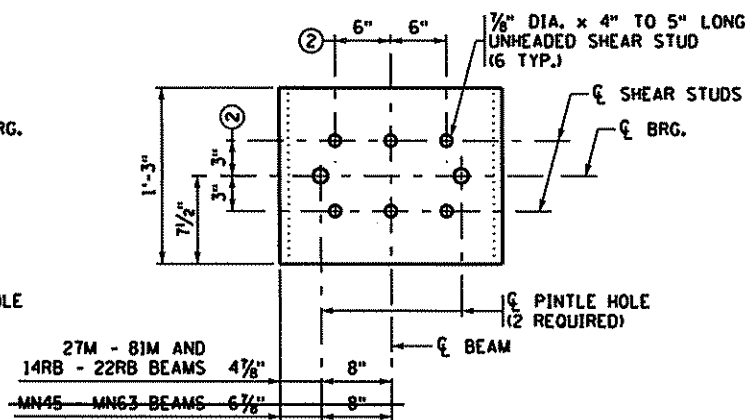 6" 6"
⅞" DIA. x 4" TO 5" LONG
UNHEADED SHEAR STUD
(6 TYP.)
2
℄ SHEAR STUDS
RG.
2
℄ BRG.
1'-3"
7½"
3"
3"
OLE
℄ PINTLE HOLE
(2 REQUIRED)
27M - 81M AND
14RB - 22RB BEAMS 4⅞" 8"
℄ BEAM
MN45 - MN63 BEAMS 6⅞" 8"